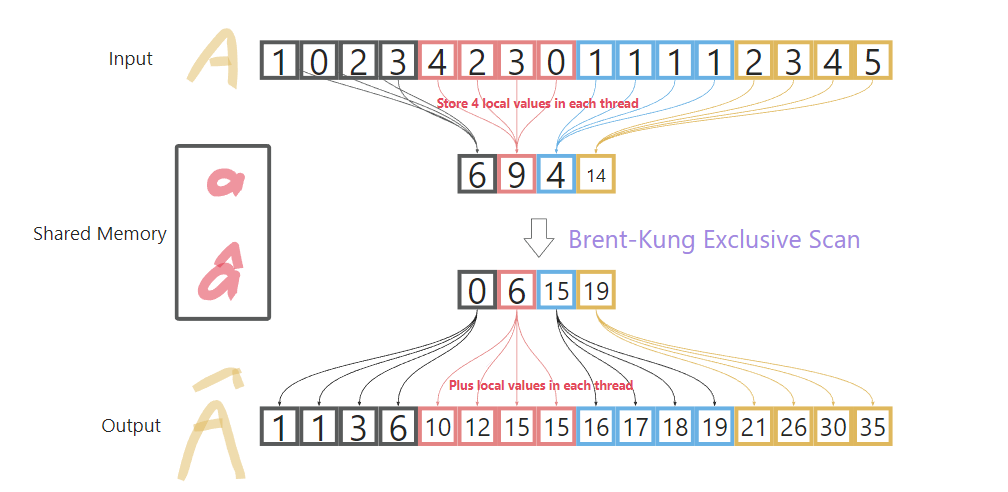 Input A 1 0 2 3 4 2 3 0 1 1 1 1 2 3 4 5
Store 4 local values in each thread
6 9 4 14
a
Shared Memory
Brent-Kung Exclusive Scan
â
0 6 15 19
Plus local values in each thread
Output Â 1 1 3 6 10 12 15 15 16 17 18 19 21 26 30 35